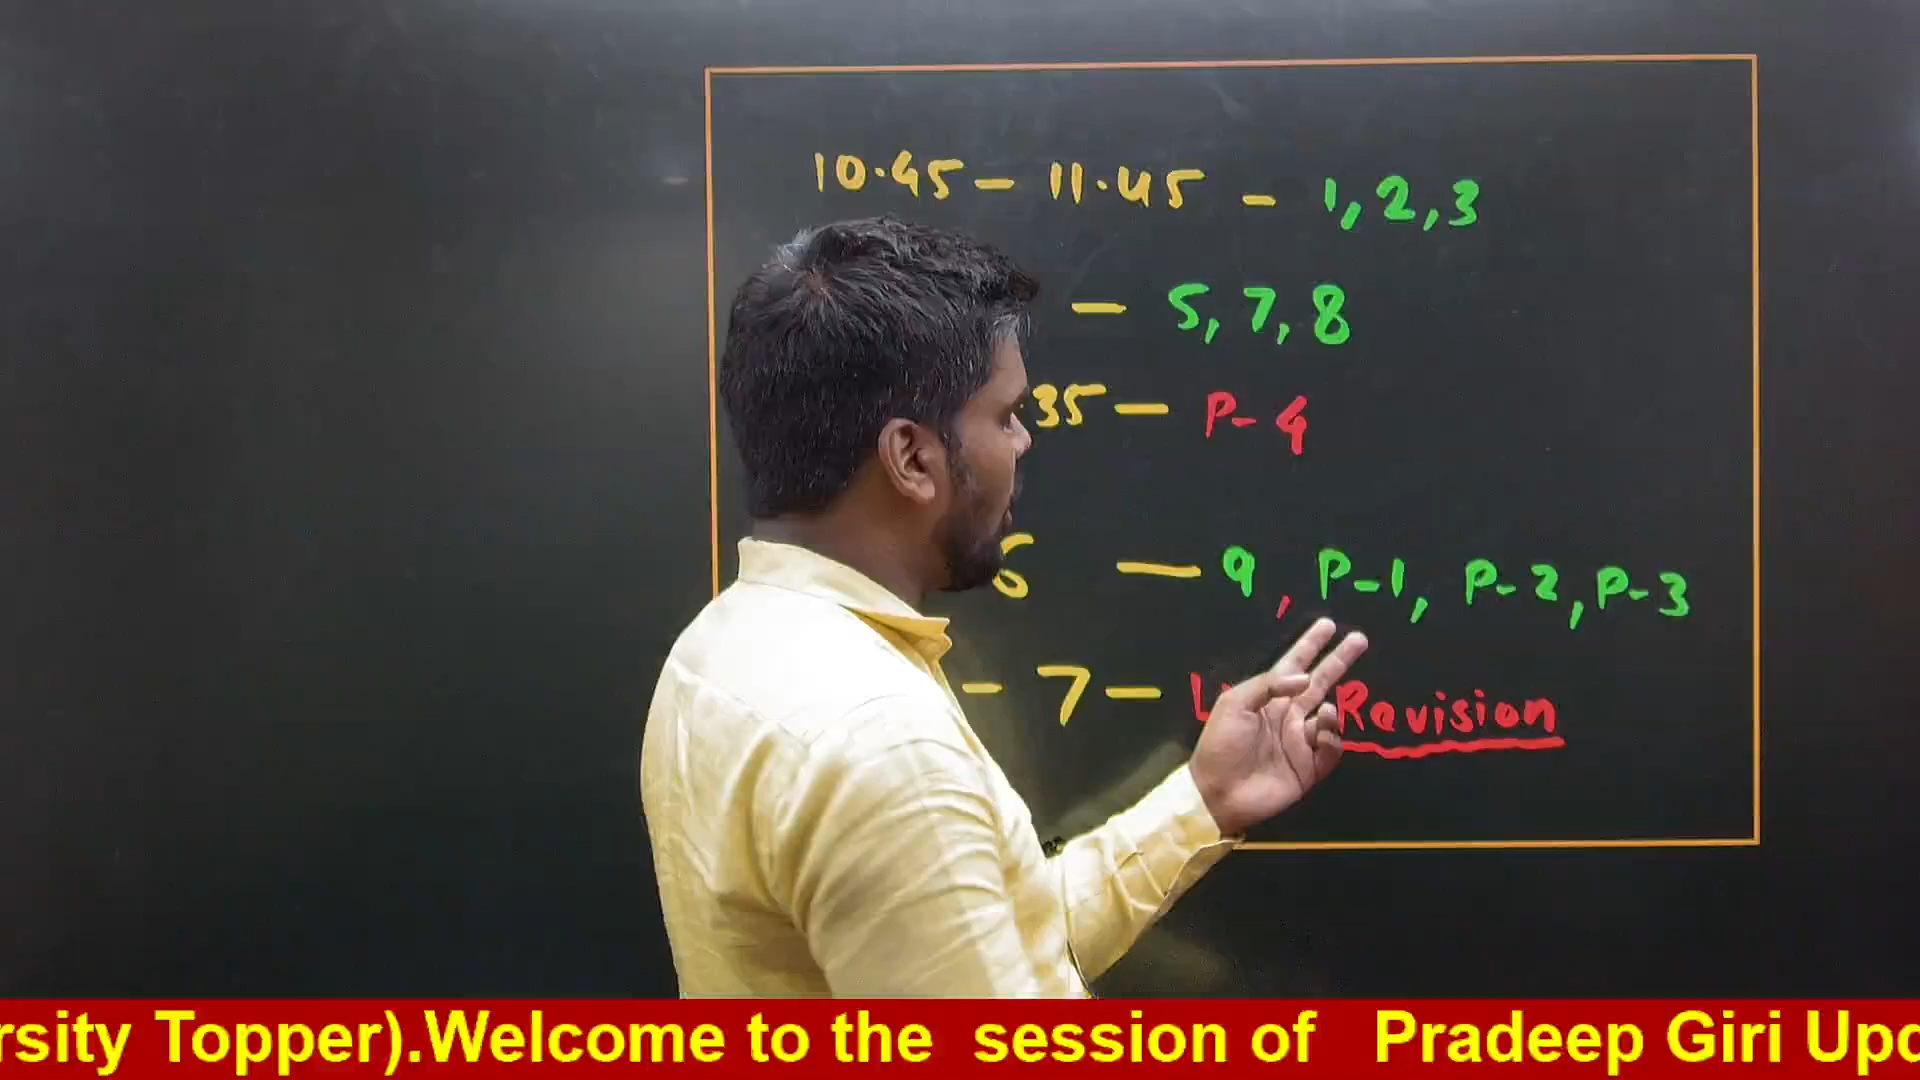 10.45 - 11.45 - 1, 2, 3
- 5, 7, 8
.35 - P-4
6 - 9, P-1, P-2, P-3
- 7 - Revision
rsity Topper).Welcome to the session of Pradeep Giri Upd